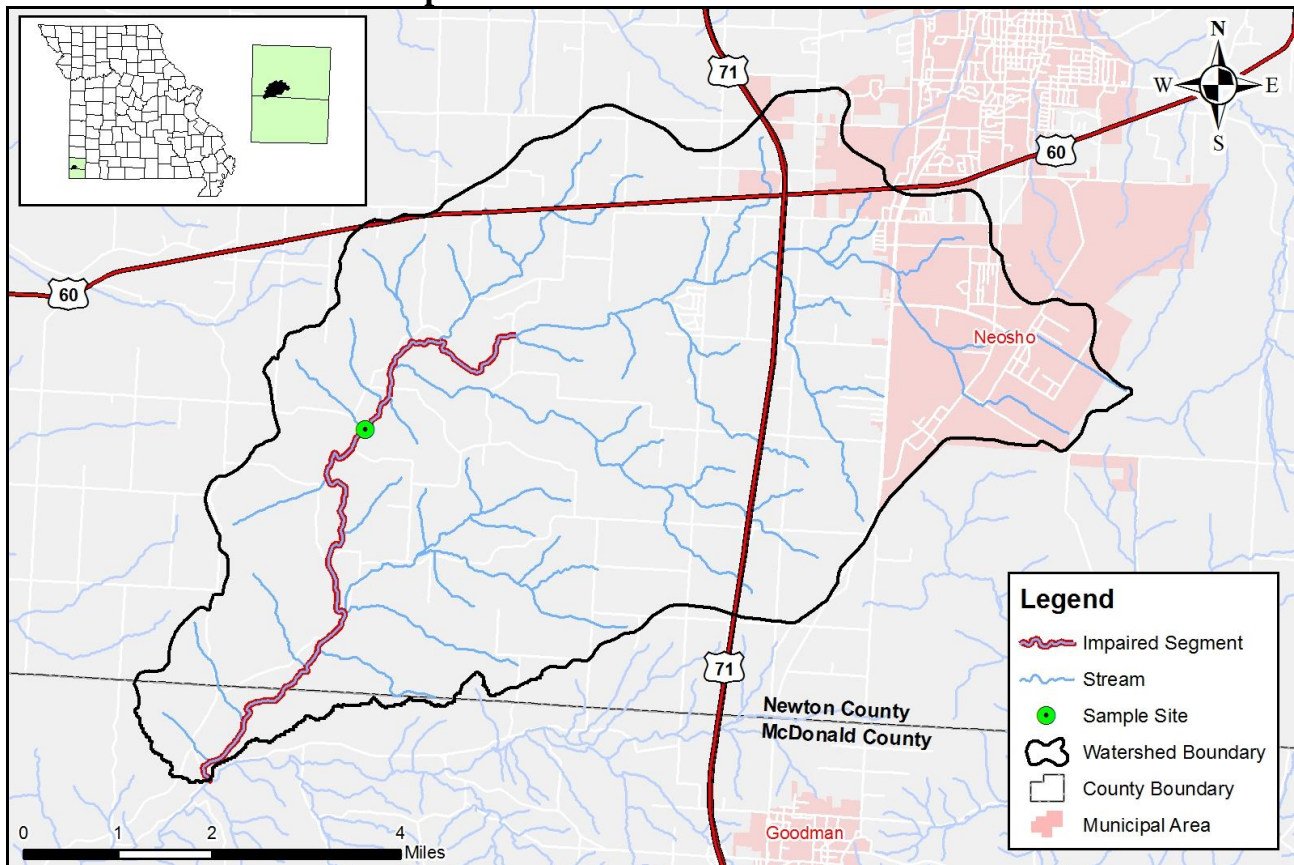 p
71
N
W E
S
60
60
Neosho
71
Newton County
McDonald County
Goodman
Legend
Impaired Segment
Stream
Sample Site
Watershed Boundary
County Boundary
Municipal Area
0 1 2 4
Miles